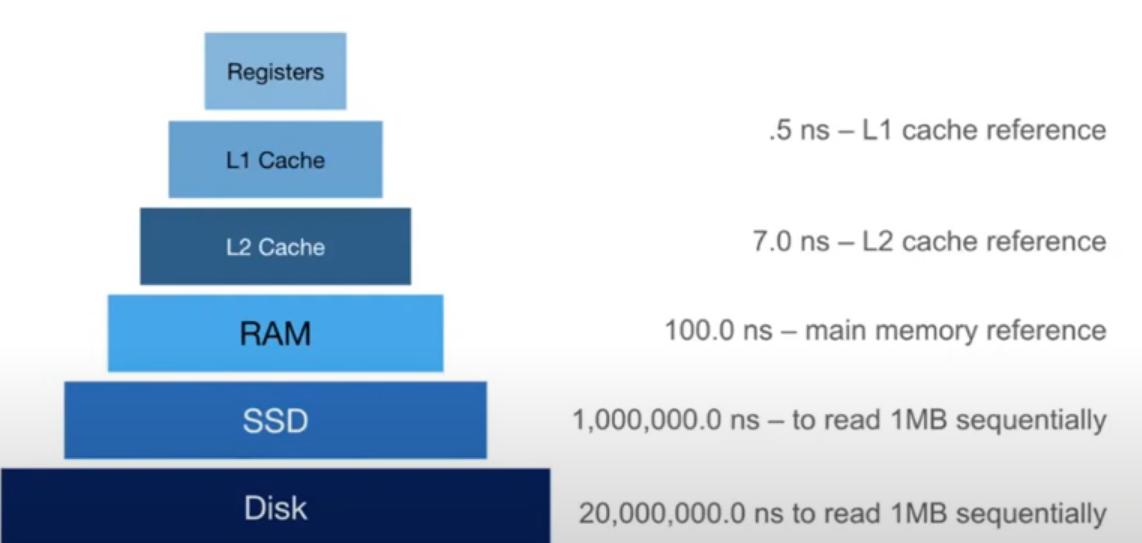 Registers
.5 ns – L1 cache reference
L1 Cache
7.0 ns – L2 cache reference
L2 Cache
RAM
100.0 ns – main memory reference
SSD
1,000,000.0 ns – to read 1MB sequentially
Disk
20,000,000.0 ns to read 1MB sequentially